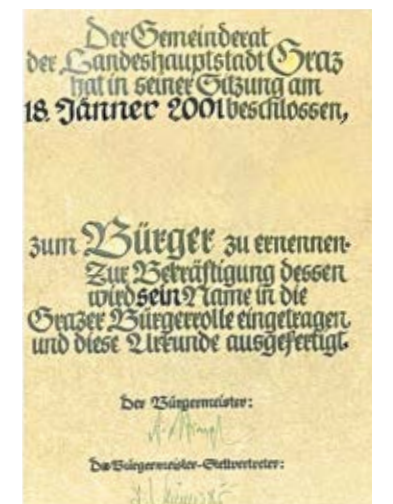 Der Gemeinderat
der Landeshauptstadt Graz
hat in seiner Sitzung am
18. Jänner 2001 beschlossen,
zum Bürger zu ernennen.
Zur Bekräftigung dessen
wird sein Name in die
Grazer Bürgerrolle eingetragen
und diese Urkunde ausgefertigt.
Der Bürgermeister:
Der Bürgermeister-Stellvertreter: